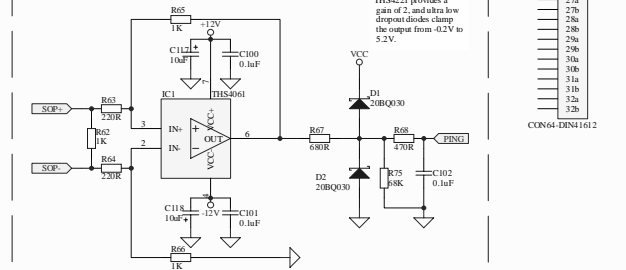 THS4221 provides a
gain of 2, and ultra low
dropout diodes clamp
the output from -0.2V to
5.2V.
27a
27b
28a
28b
29a
29b
30a
30b
31a
31b
32a
32b
CON64-DIN41612
R65
1K
+12V
C117
10uF
C100
0.1uF
7
IC1
THS4061
SOP+
R63
220R
R62
1K
SOP-
R64
220R
3
2
IN+
IN-
VCC+
OUT
VCC-
6
4
VCC
D1
20BQ030
R67
680R
R68
470R
PING
D2
20BQ030
R75
68K
C102
0.1uF
C118
10uF
-12V
C101
0.1uF
R66
1K